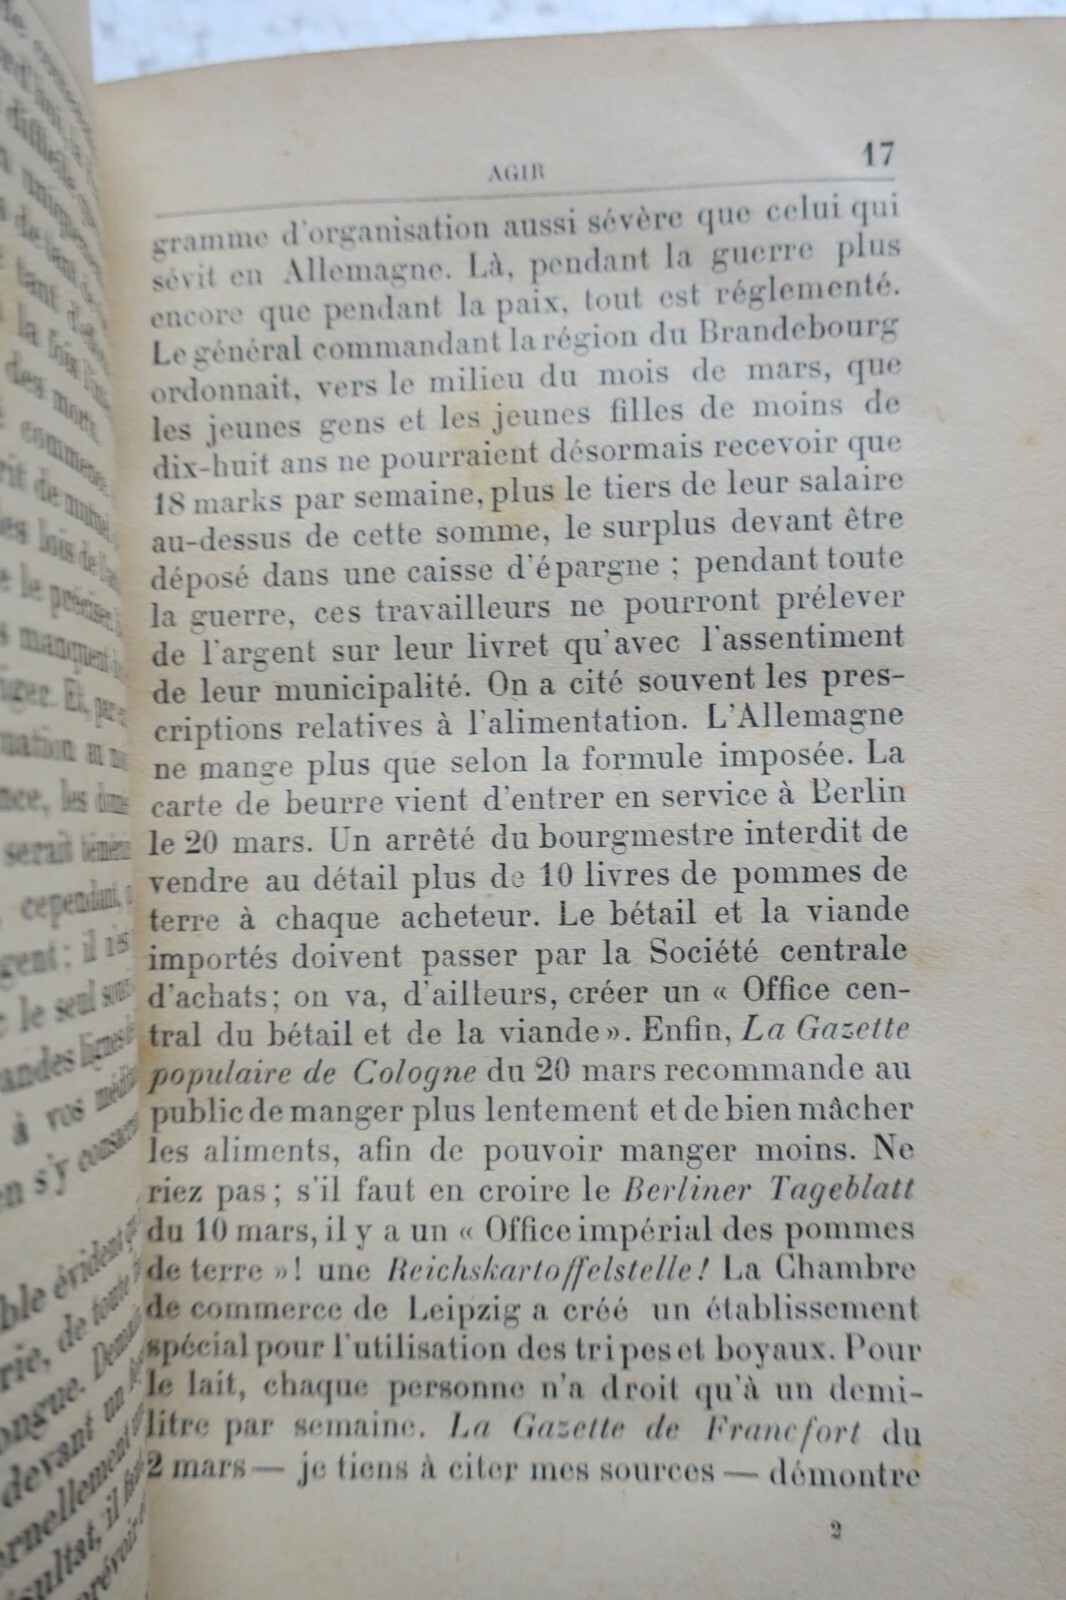 AGIR 17
gramme d'organisation aussi sévère que celui qui
sévit en Allemagne. Là, pendant la guerre plus
encore que pendant la paix, tout est réglementé.
Le général commandant la région du Brandebourg
ordonnait, vers le milieu du mois de mars, que
les jeunes gens et les jeunes filles de moins de
dix-huit ans ne pourraient désormais recevoir que
18 marks par semaine, plus le tiers de leur salaire
au-dessus de cette somme, le surplus devant être
déposé dans une caisse d'épargne ; pendant toute
la guerre, ces travailleurs ne pourront prélever
de l'argent sur leur livret qu'avec l'assentiment
de leur municipalité. On a cité souvent les pres-
criptions relatives à l'alimentation. L'Allemagne
ne mange plus que selon la formule imposée. La
carte de beurre vient d'entrer en service à Berlin
le 20 mars. Un arrêté du bourgmestre interdit de
vendre au détail plus de 10 livres de pommes de
terre à chaque acheteur. Le bétail et la viande
importés doivent passer par la Société centrale
d'achats; on va, d'ailleurs, créer un « Office cen-
tral du bétail et de la viande ». Enfin, La Gazette
populaire de Cologne du 20 mars recommande au
public de manger plus lentement et de bien mâcher
les aliments, afin de pouvoir manger moins. Ne
riez pas ; s'il faut en croire le Berliner Tageblatt
du 10 mars, il y a un « Office impérial des pommes
de terre »! une Reichskartoffelstelle! La Chambre
de commerce de Leipzig a créé un établissement
spécial pour l'utilisation des tripes et boyaux. Pour
le lait, chaque personne n'a droit qu'à un demi-
litre par semaine. La Gazette de Francfort du
2 mars — je tiens à citer mes sources — démontre
2